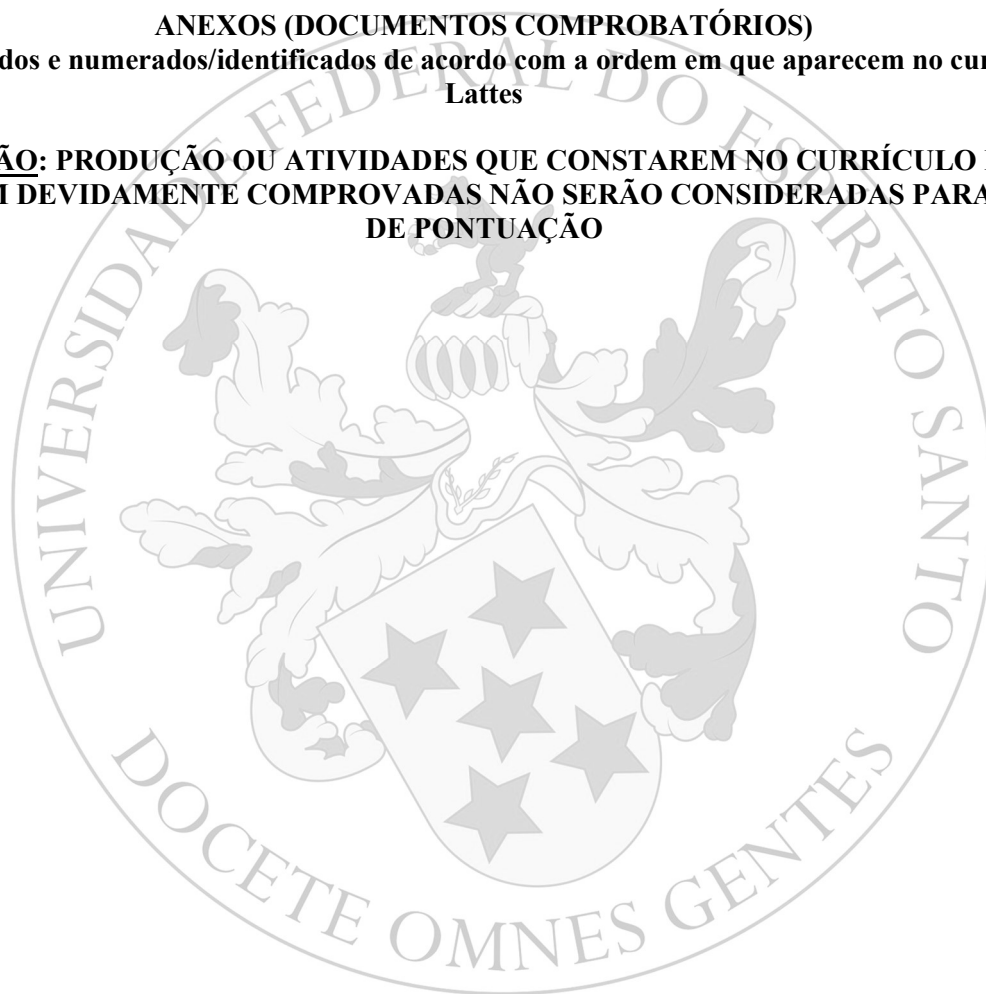 ANEXOS (DOCUMENTOS COMPROBATÓRIOS)
dos e numerados/identificados de acordo com a ordem em que aparecem no cur
Lattes
ÃO: PRODUÇÃO OU ATIVIDADES QUE CONSTAREM NO CURRÍCULO
DEVIDAMENTE COMPROVADAS NÃO SERÃO CONSIDERADAS PARA
DE PONTUAÇÃO
UNIVERSIDADE FEDERAL DO ESPIRITO SANTO
DOCETE OMNES GENTES